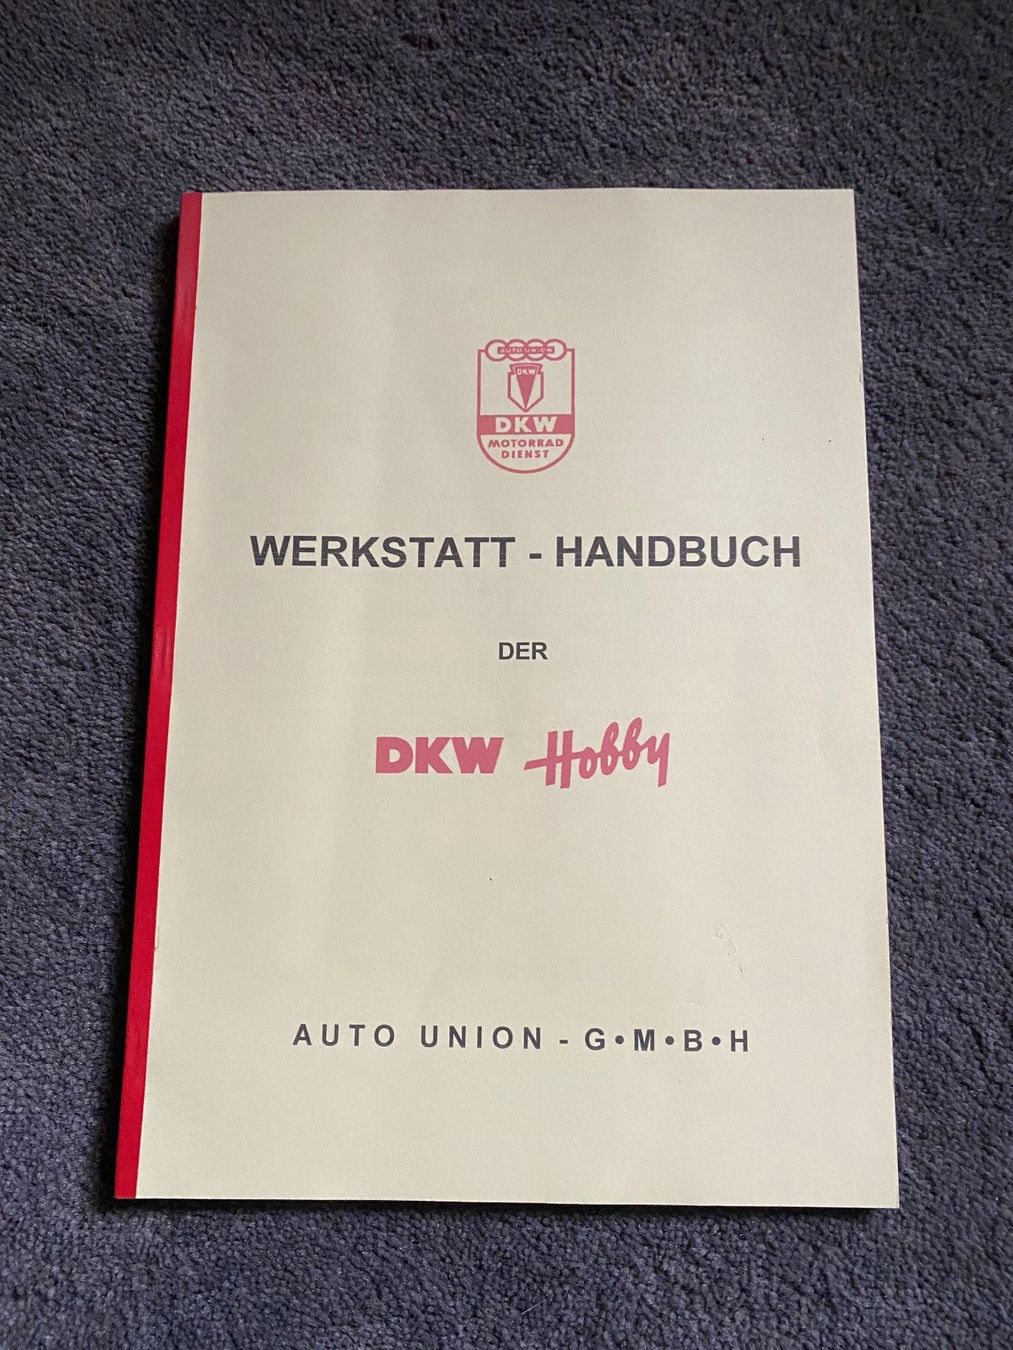 AUTO UNION
DKW
DKW
MOTORRAD
DIENST
WERKSTATT - HANDBUCH
DER
DKW Hobby
AUTO UNION - G•M•B•H